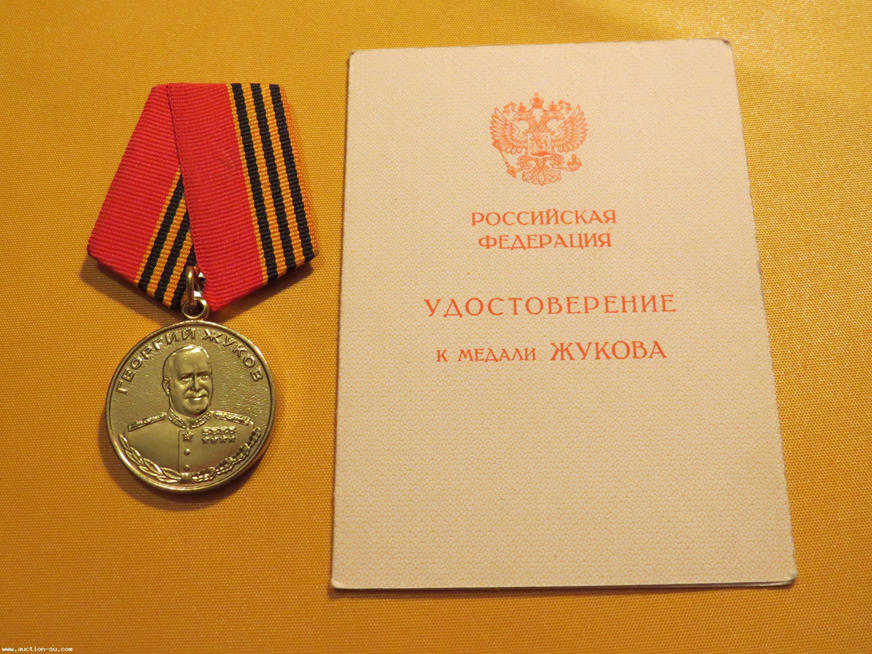 ГЕОРГИЙ ЖУКОВ
РОССИЙСКАЯ
ФЕДЕРАЦИЯ
УДОСТОВЕРЕНИЕ
К МЕДАЛИ ЖУКОВА
www.auction-su.com